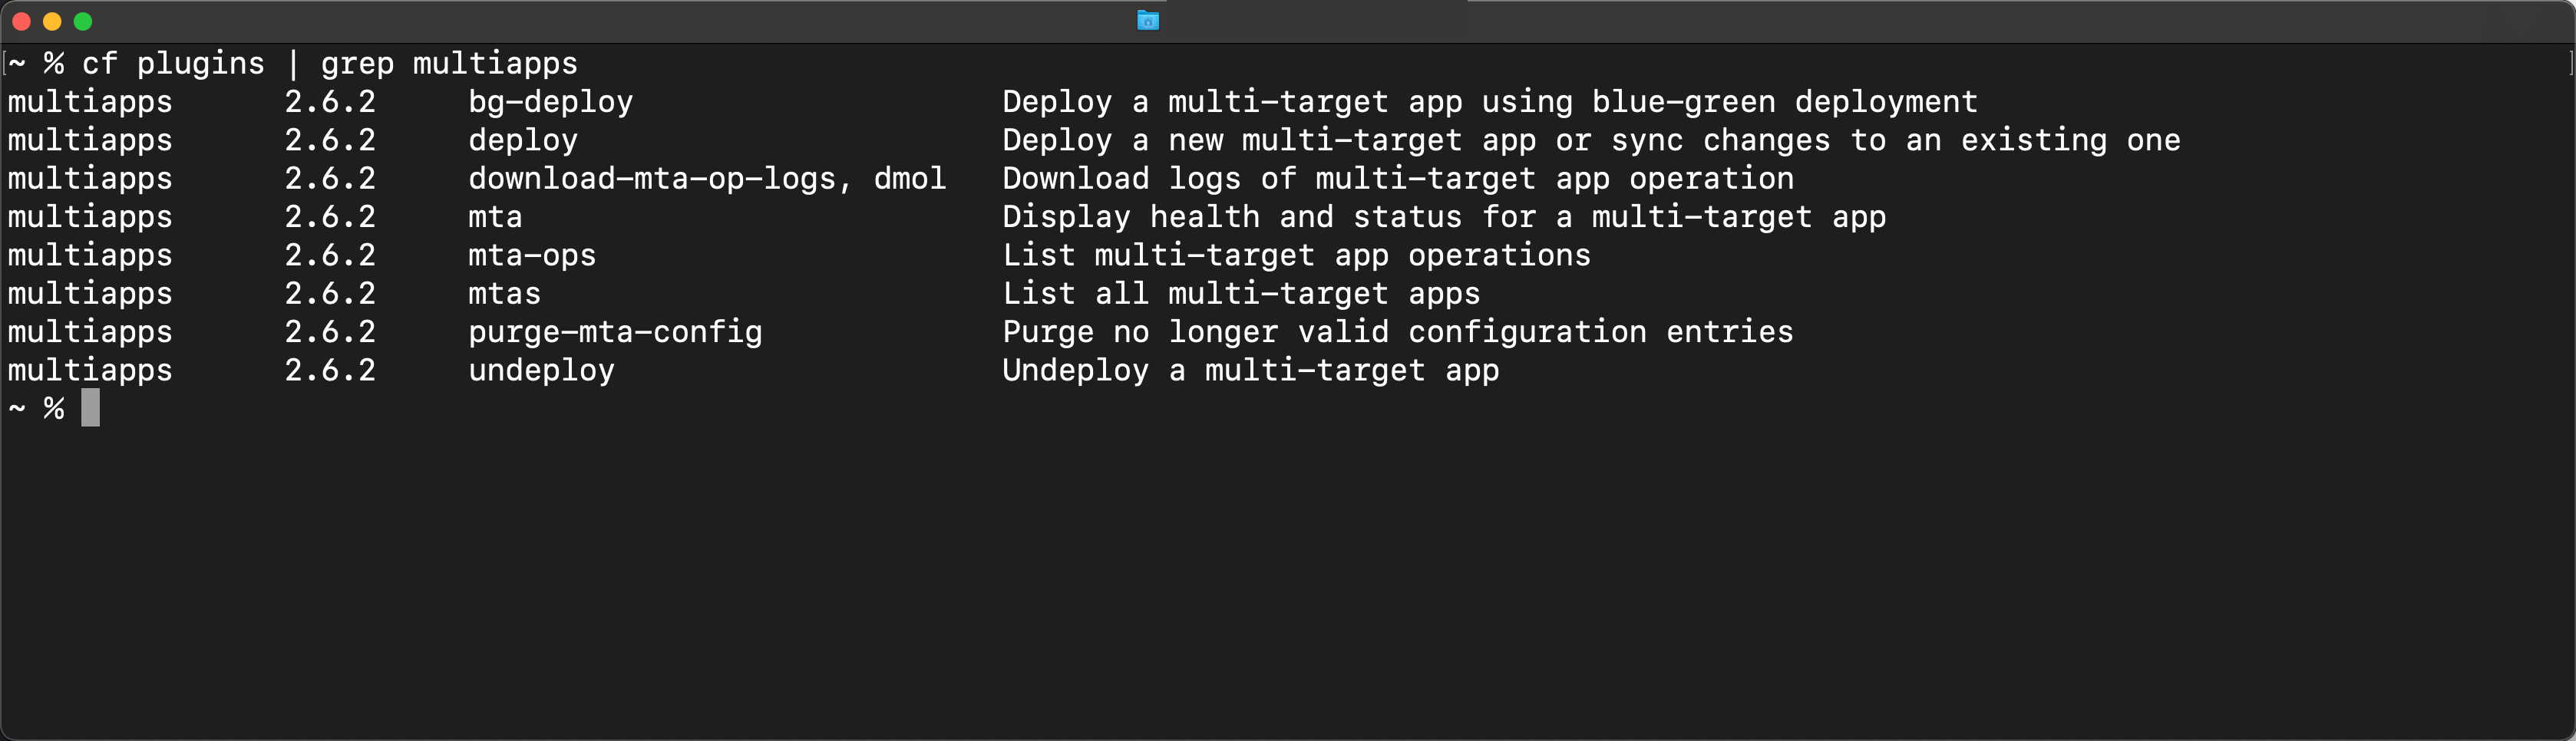 ~ % cf plugins | grep multiapps
multiapps 2.6.2 bg-deploy Deploy a multi-target app using blue-green deployment
multiapps 2.6.2 deploy Deploy a new multi-target app or sync changes to an existing one
multiapps 2.6.2 download-mta-op-logs, dmol Download logs of multi-target app operation
multiapps 2.6.2 mta Display health and status for a multi-target app
multiapps 2.6.2 mta-ops List multi-target app operations
multiapps 2.6.2 mtas List all multi-target apps
multiapps 2.6.2 purge-mta-config Purge no longer valid configuration entries
multiapps 2.6.2 undeploy Undeploy a multi-target app
~ %